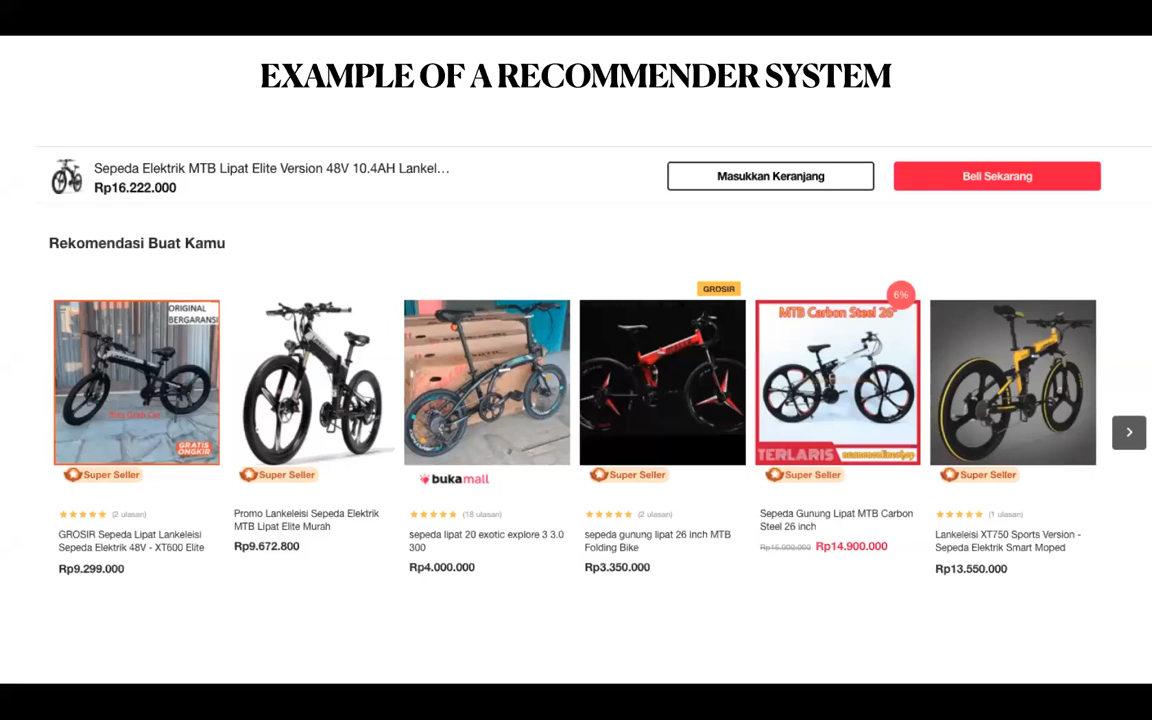 EXAMPLE OF A RECOMMENDER SYSTEM
Sepeda Elektrik MTB Lipat Elite Version 48V 10.4AH Lankel...
Rp16.222.000
Masukkan Keranjang
Beli Sekarang
Rekomendasi Buat Kamu
ORIGINAL
BERGARANSI
GRATIS
ONGKIR
Super Seller
(2 ulasan)
GROSIR Sepeda Lipat Lankeleisi
Sepeda Elektrik 48V - XT600 Elite
Rp9.299.000
Super Seller
Promo Lankeleisi Sepeda Elektrik
MTB Lipat Elite Murah
Rp9.672.800
bukamall
(18 ulasan)
sepeda lipat 20 exotic explore 3 3.0
300
Rp4.000.000
GROSIR
Super Seller
(2 ulasan)
sepeda gunung lipat 26 inch MTB
Folding Bike
Rp3.350.000
6%
MTB Carbon Steel 26"
TERLARIS
Super Seller
Sepeda Gunung Lipat MTB Carbon
Steel 26 inch
Rp14.900.000
Super Seller
(1 ulasan)
Lankeleisi XT750 Sports Version -
Sepeda Elektrik Smart Moped
Rp13.550.000